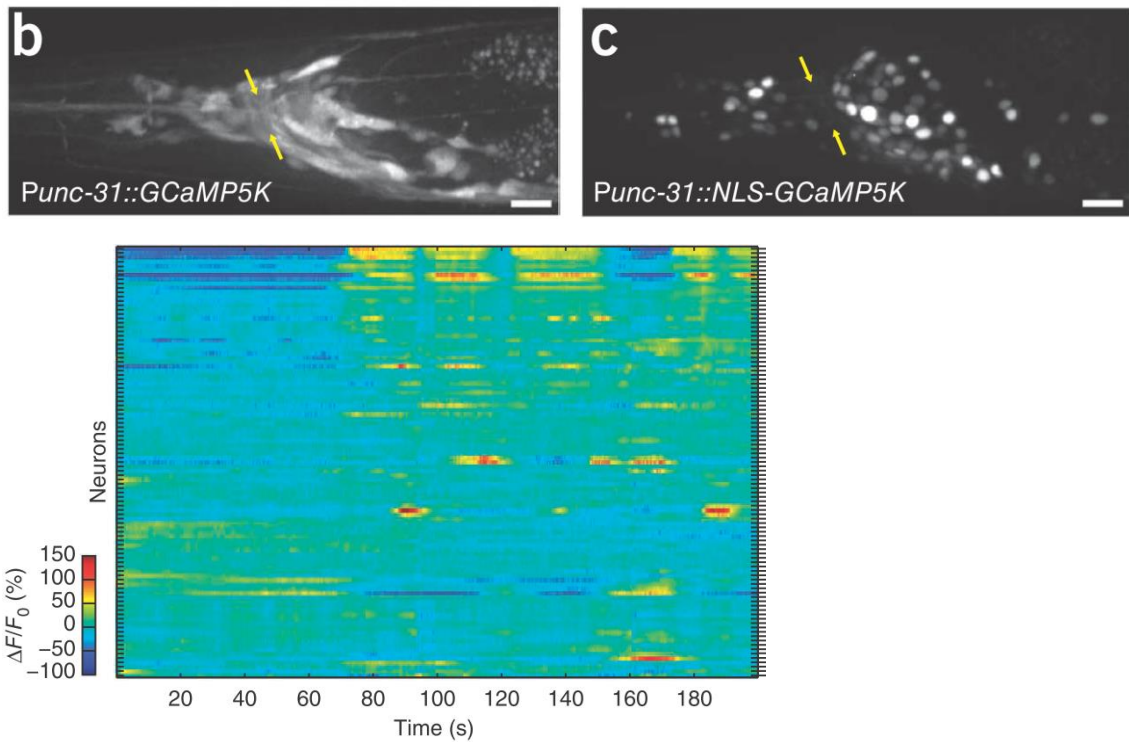 b
c
Punc-31::GCaMP5K
Punc-31::NLS-GCaMP5K
Neurons
ΔF/F0 (%)
150
100
50
0
−50
−100
20 40 60 80 100 120 140 160 180
Time (s)